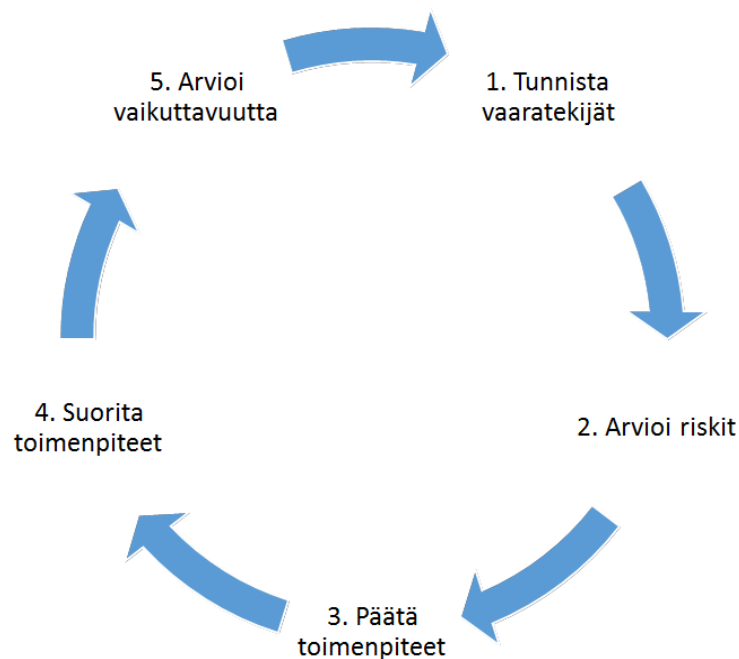 1. Tunnista
vaaratekijät
2. Arvioi riskit
3. Päätä
toimenpiteet
4. Suorita
toimenpiteet
5. Arvioi
vaikuttavuutta